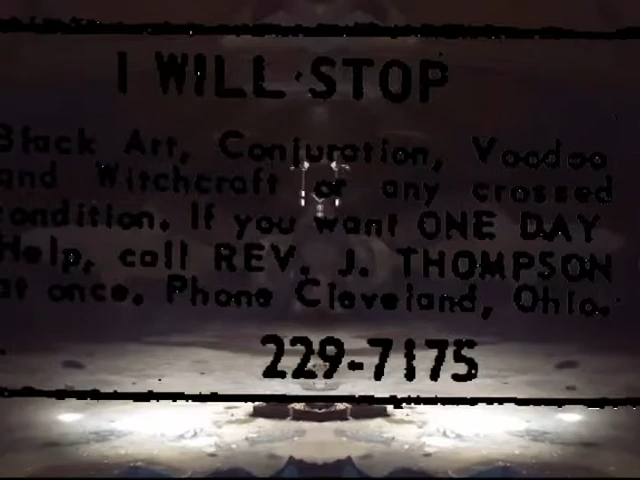 I WILL STOP
Black Art, Conjuration, Voodoo
and Witchcraft or any crossed
condition. If you want ONE DAY
Help, call REV. J. THOMPSON
at once. Phone Cleveland, Ohio.
229-7175